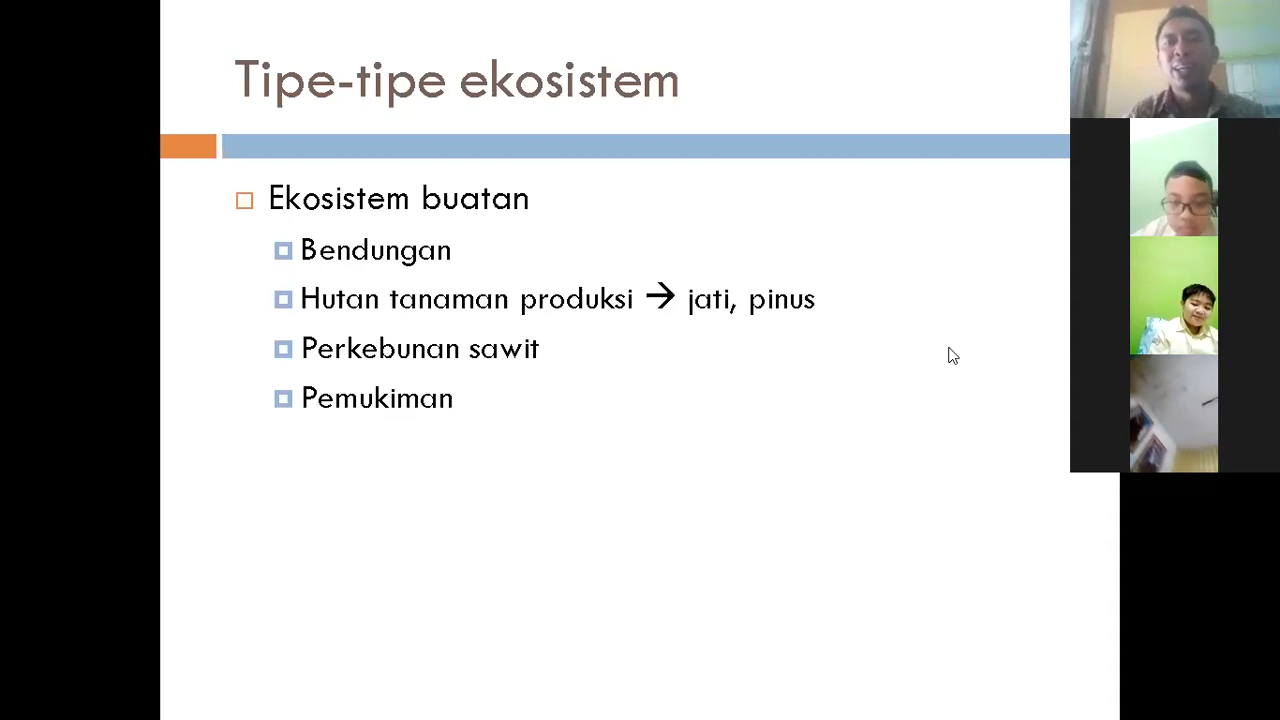 Tipe-tipe ekosistem
Ekosistem buatan
Bendungan
Hutan tanaman produksi → jati, pinus
Perkebunan sawit
Pemukiman